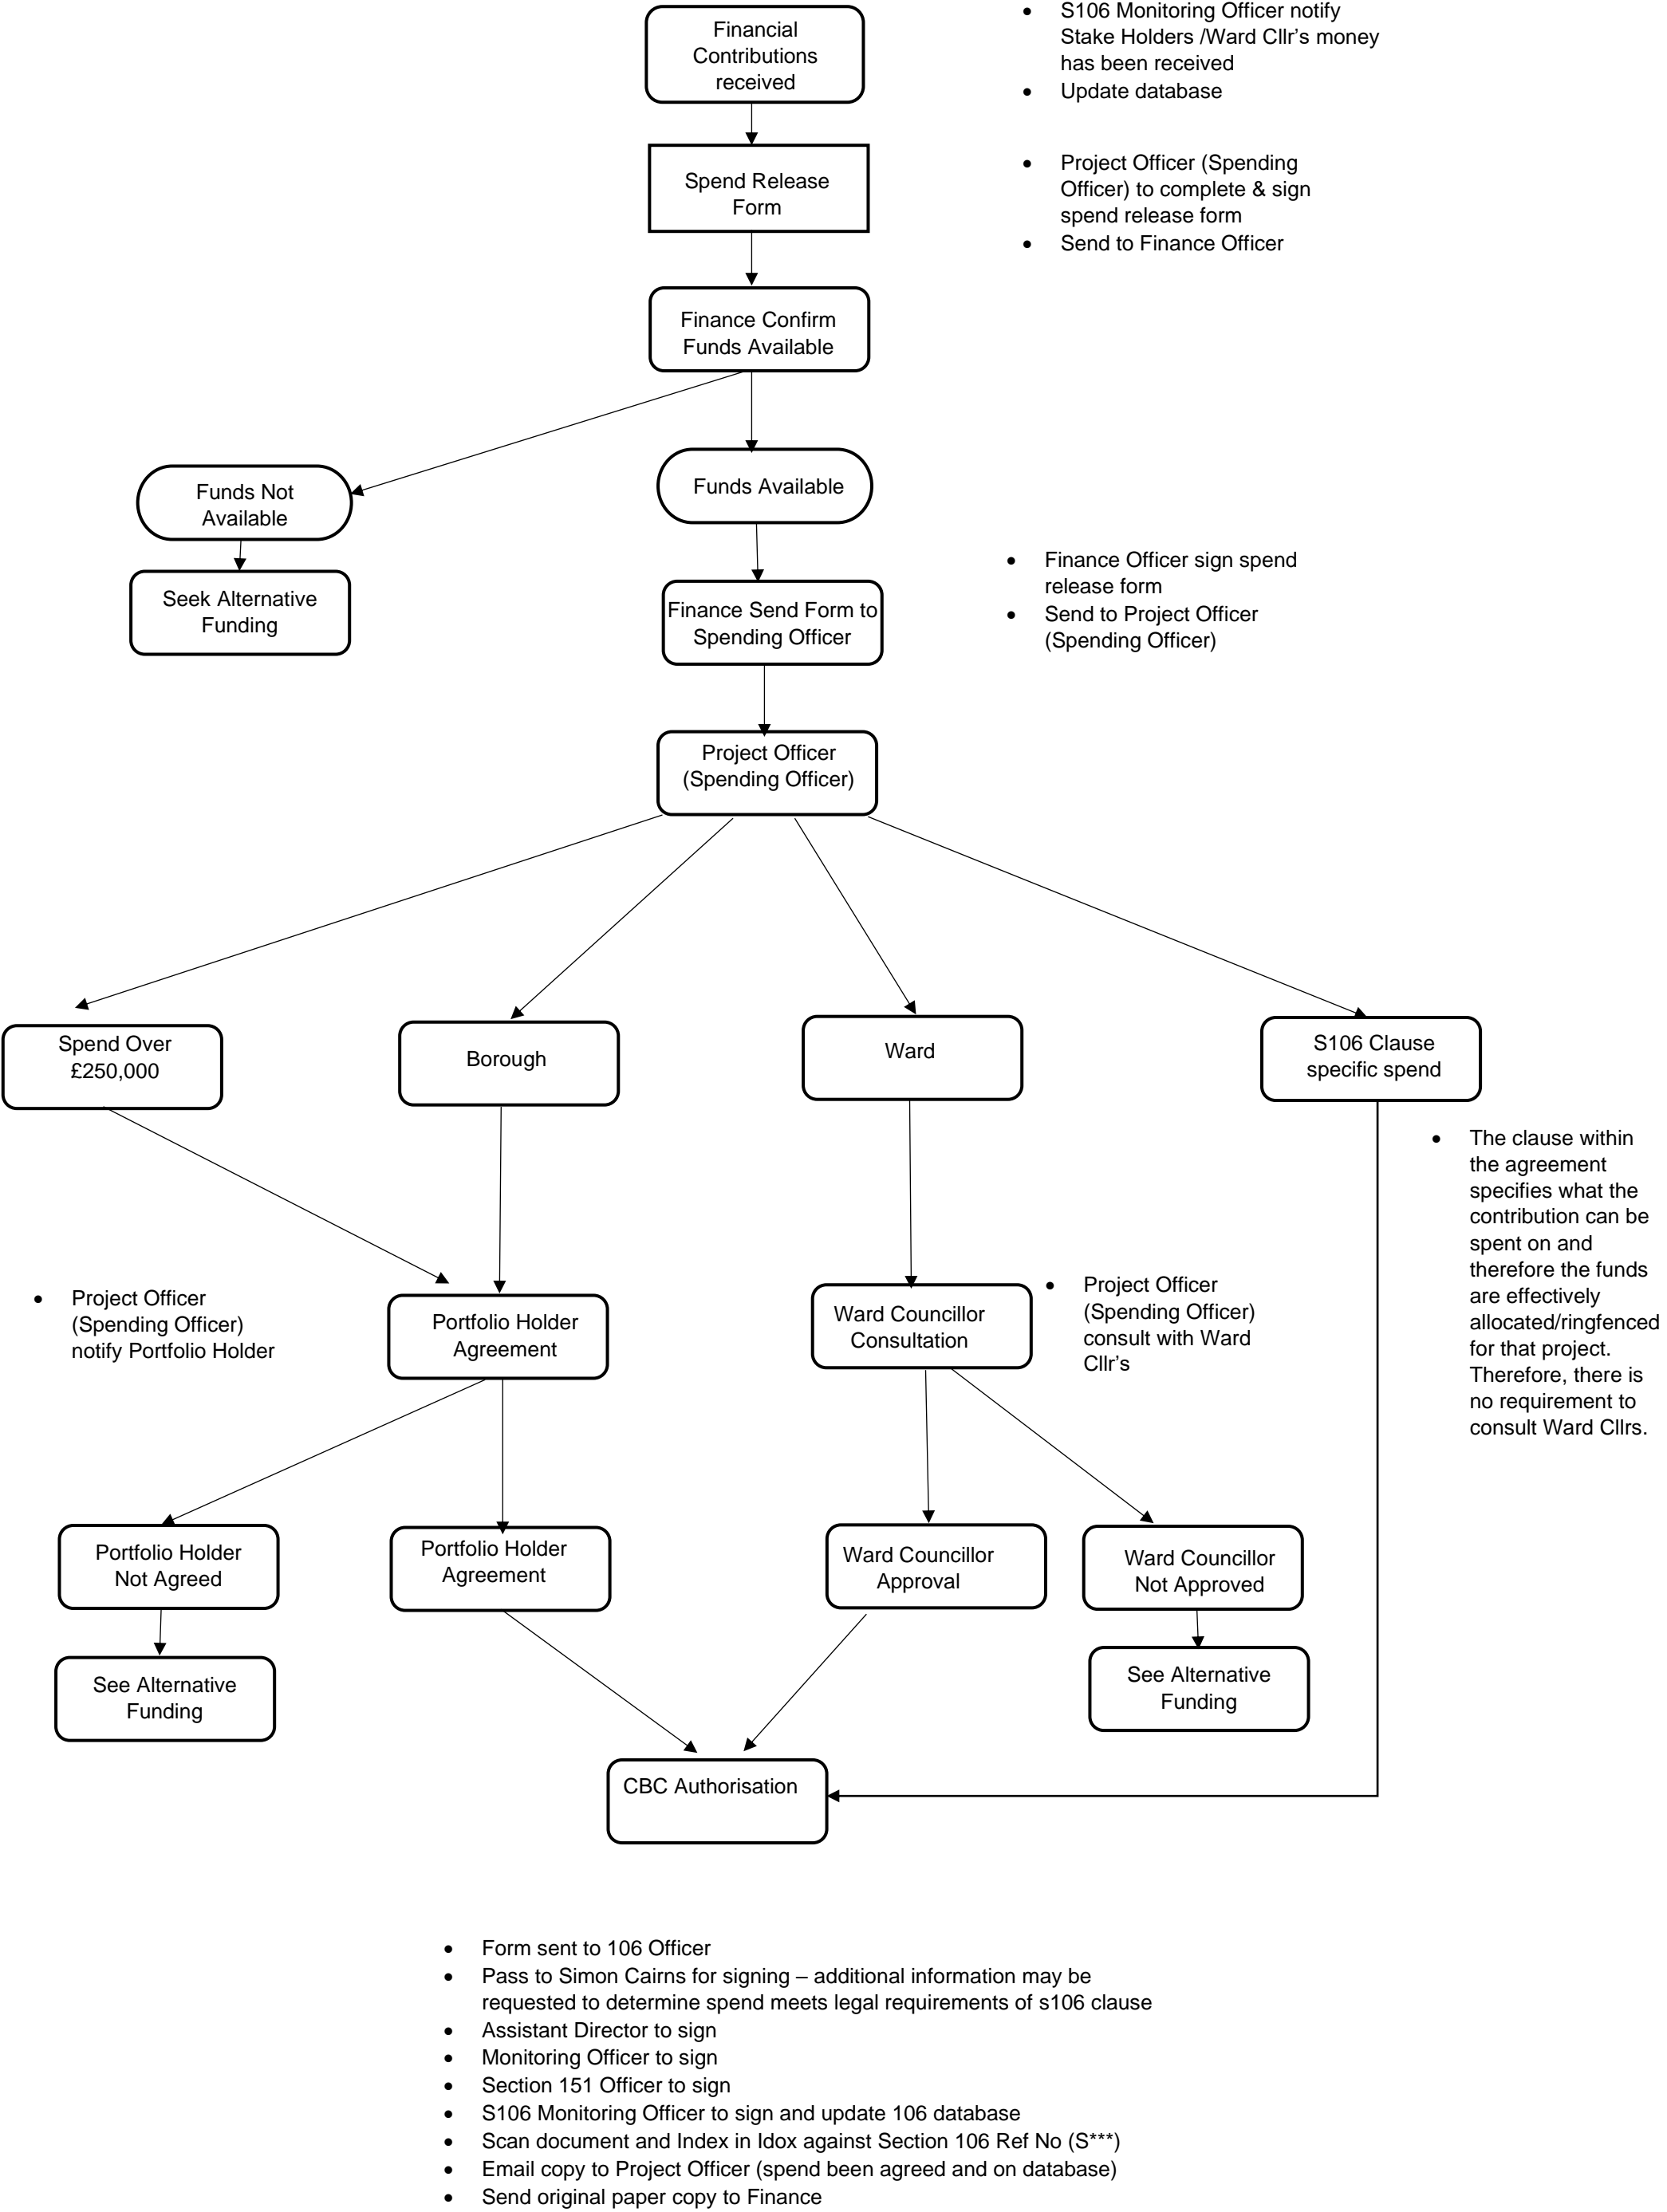 Financial
Contributions
received
• S106 Monitoring Officer notify
Stake Holders /Ward Cllr's money
has been received
• Update database
Spend Release
Form
• Project Officer (Spending
Officer) to complete & sign
spend release form
• Send to Finance Officer
Finance Confirm
Funds Available
Funds Not
Available
Funds Available
Seek Alternative
Funding
Finance Send Form to
Spending Officer
• Finance Officer sign spend
release form
• Send to Project Officer
(Spending Officer)
Project Officer
(Spending Officer)
Spend Over
£250,000
Borough
Ward
S106 Clause
specific spend
• The clause within
the agreement
specifies what the
contribution can be
spent on and
therefore the funds
are effectively
allocated/ringfenced
for that project.
Therefore, there is
no requirement to
consult Ward Cllrs.
• Project Officer
(Spending Officer)
notify Portfolio Holder
Portfolio Holder
Agreement
Ward Councillor
Consultation
• Project Officer
(Spending Officer)
consult with Ward
Cllr's
Portfolio Holder
Not Agreed
Portfolio Holder
Agreement
Ward Councillor
Approval
Ward Councillor
Not Approved
See Alternative
Funding
See Alternative
Funding
CBC Authorisation
• Form sent to 106 Officer
• Pass to Simon Cairns for signing – additional information may be
requested to determine spend meets legal requirements of s106 clause
• Assistant Director to sign
• Monitoring Officer to sign
• Section 151 Officer to sign
• S106 Monitoring Officer to sign and update 106 database
• Scan document and Index in Idox against Section 106 Ref No (S***)
• Email copy to Project Officer (spend been agreed and on database)
• Send original paper copy to Finance